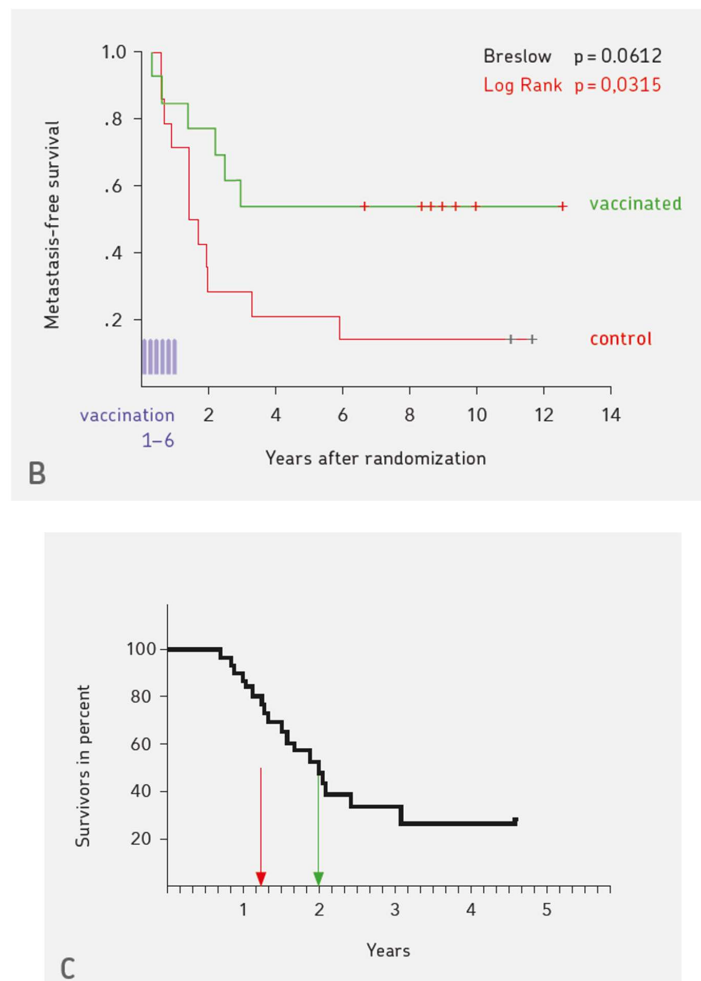 1.0
.8
.6
.4
.2
Metastasis-free survival
Breslow p = 0.0612
Log Rank p = 0,0315
vaccinated
control
vaccination
1–6
2 4 6 8 10 12 14
Years after randomization
B
100
80
60
40
20
Survivors in percent
1 2 3 4 5
Years
C